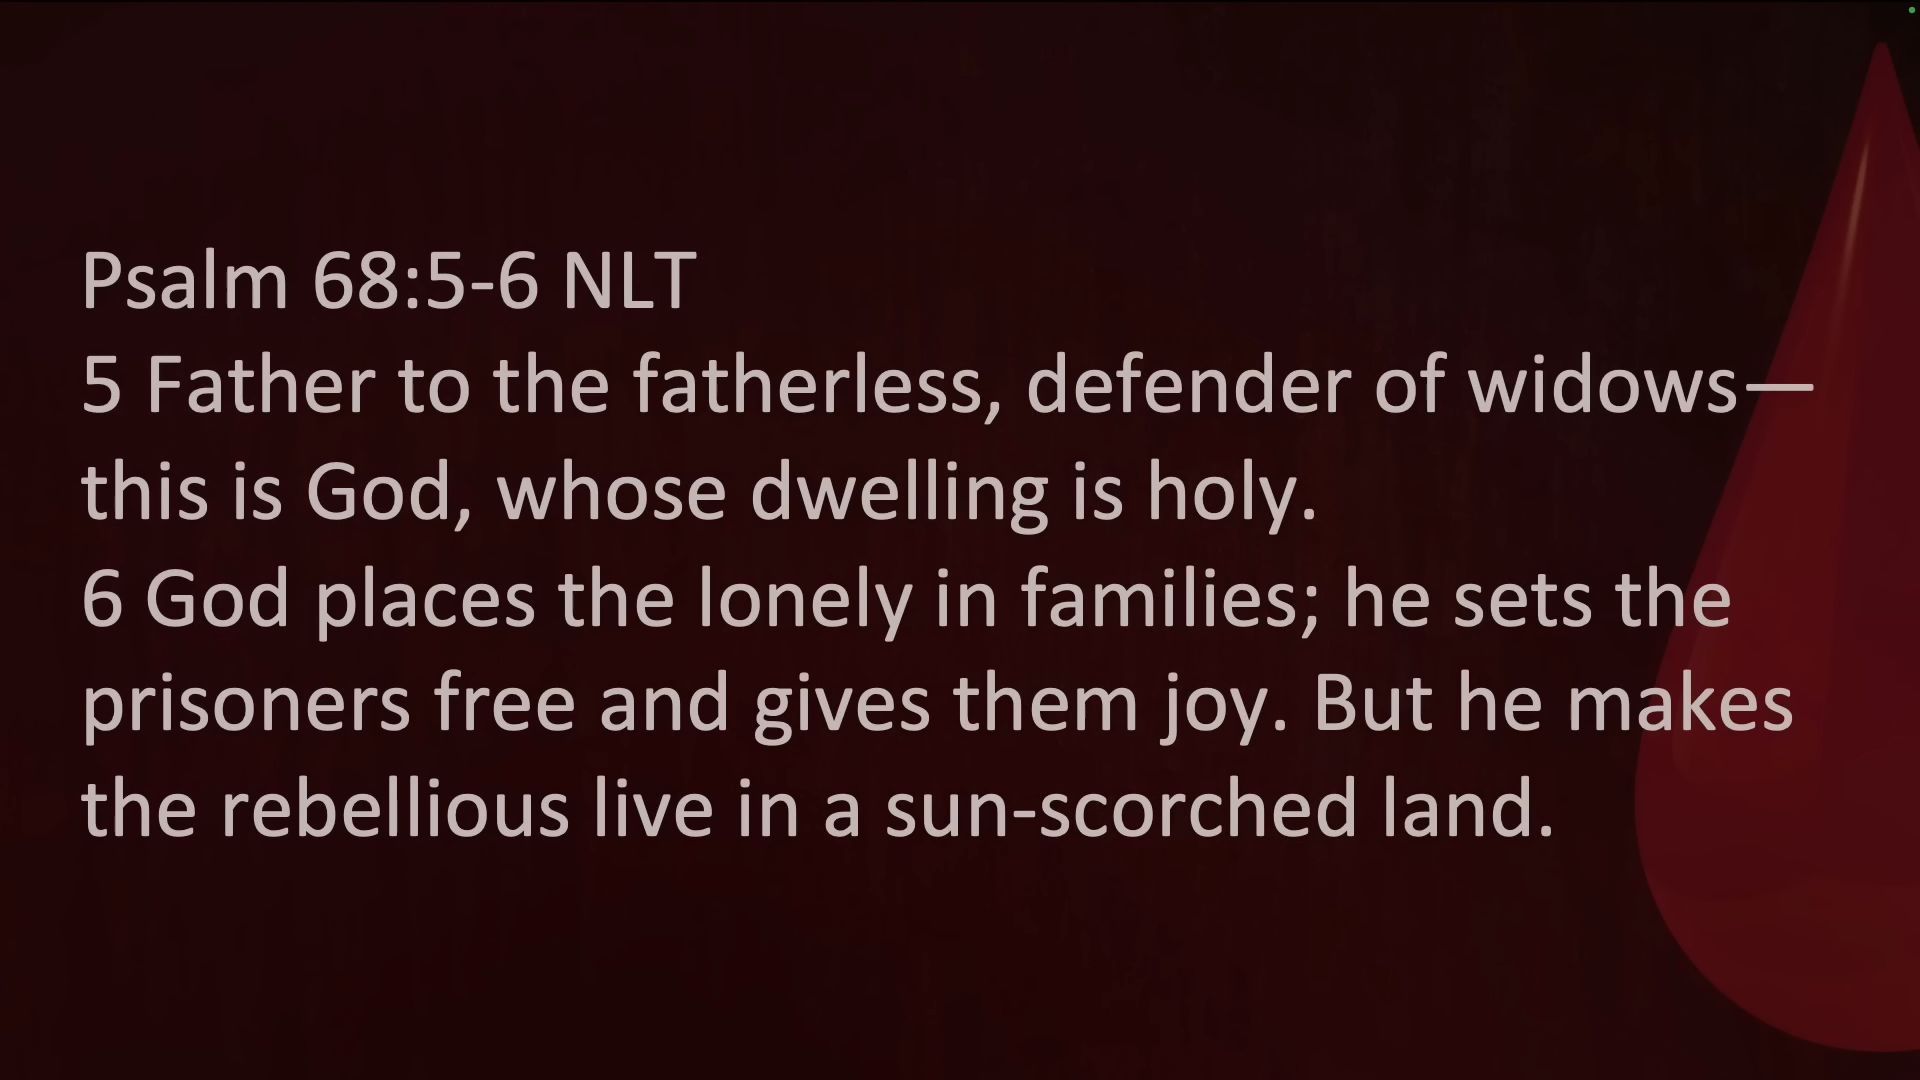 Psalm 68:5-6 NLT
5 Father to the fatherless, defender of widows—
this is God, whose dwelling is holy.
6 God places the lonely in families; he sets the
prisoners free and gives them joy. But he makes
the rebellious live in a sun-scorched land.